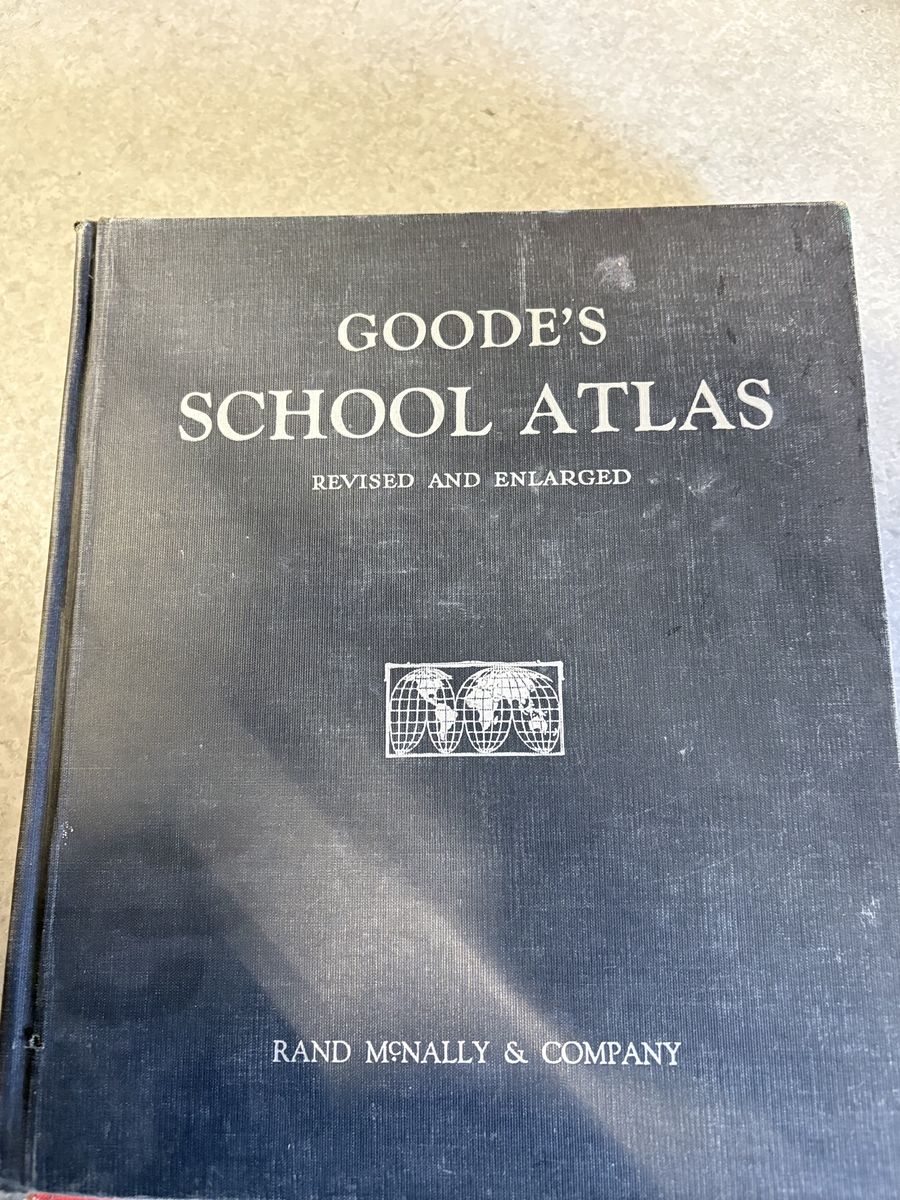 GOODE'S
SCHOOL ATLAS
REVISED AND ENLARGED
RAND MCNALLY & COMPANY